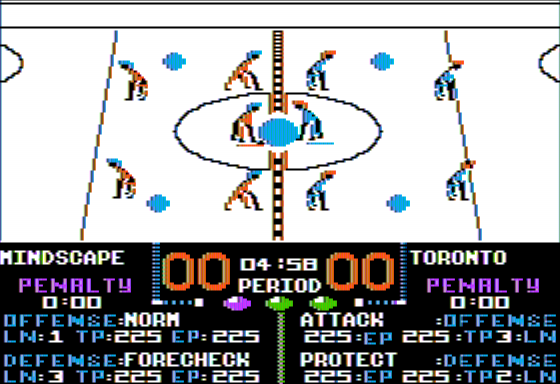 MINDSCAPE 00 04:58 00 TORONTO
PENALTY PERIOD PENALTY
0:00 0:00
OFFENSE:NORM ATTACK :OFFENSE
LN:1 TP:225 EP:225 225:EP 225:TP3:LN
DEFENSE:FORECHECK PROTECT :DEFENSE
LN:3 TP:225 EP:225 225:EP 225:TP2:LN